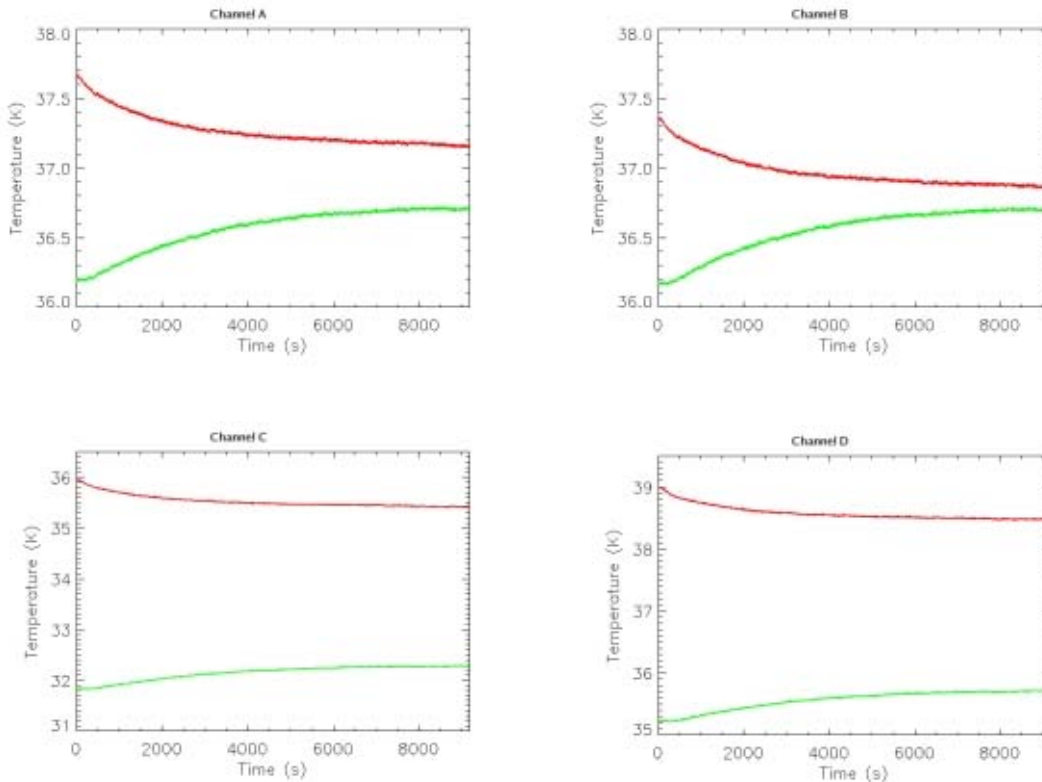 Channel A
38.0
37.5
37.0
36.5
36.0
Temperature (K)
0 2000 4000 6000 8000
Time (s)
Channel B
38.0
37.5
37.0
36.5
36.0
Temperature (K)
0 2000 4000 6000 8000
Time (s)
Channel C
36
35
34
33
32
31
Temperature (K)
0 2000 4000 6000 8000
Time (s)
Channel D
39
38
37
36
35
Temperature (K)
0 2000 4000 6000 8000
Time (s)